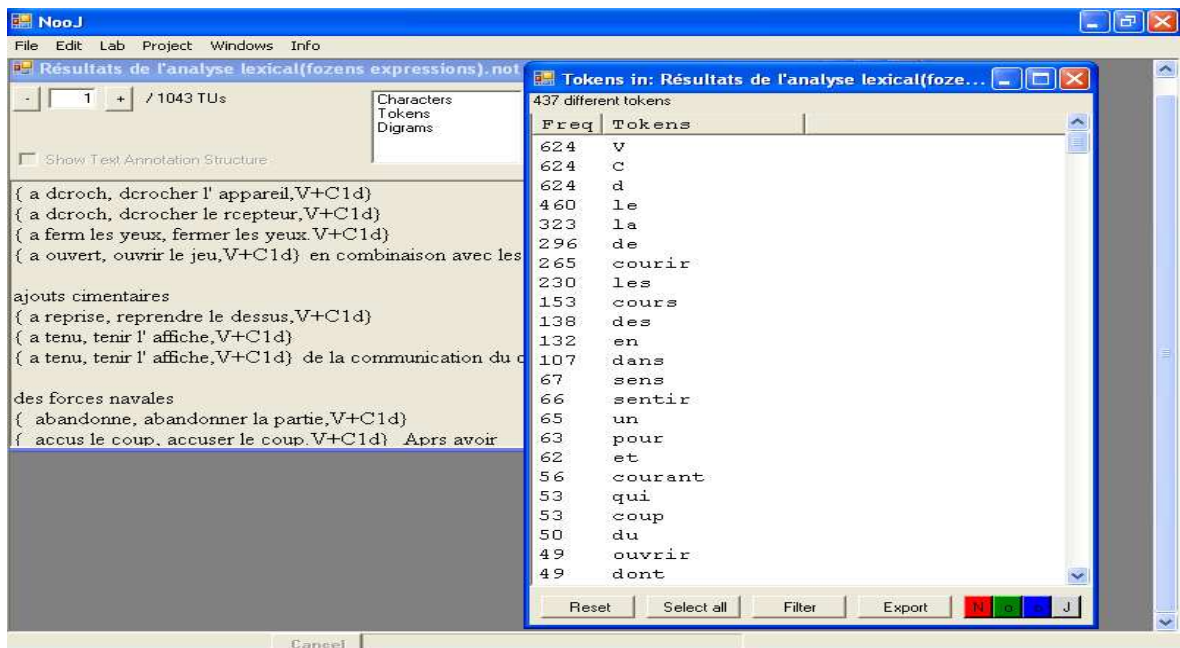 NooJ
File Edit Lab Project Windows Info
Résultats de l'analyse lexical(fozens expressions).not
- 1 + / 1043 TUs
Characters
Tokens
Digrams
Show Text Annotation Structure
{ a dcroch, dcrocher l' appareil,V+C1d}
{ a dcroch, dcrocher le rcepteur,V+C1d}
{ a ferm les yeux, fermer les yeux.V+C1d}
{ a ouvert, ouvrir le jeu,V+C1d} en combinaison avec les
ajouts cimentaires
{ a reprise, reprendre le dessus,V+C1d}
{ a tenu, tenir l' affiche,V+C1d}
{ a tenu, tenir l' affiche,V+C1d} de la communication du
des forces navales
{ abandonne, abandonner la partie,V+C1d}
{ accus le coup, accuser le coup.V+C1d} Aprs avoir
Tokens in: Résultats de l'analyse lexical(foze...
437 different tokens
Freq Tokens
624 V
624 C
624 d
460 le
323 la
296 de
265 courir
230 les
153 cours
138 des
132 en
107 dans
67 sens
66 sentir
65 un
63 pour
62 et
56 courant
53 qui
53 coup
50 du
49 ouvrir
49 dont
Reset Select all Filter Export N o o J
Cancel